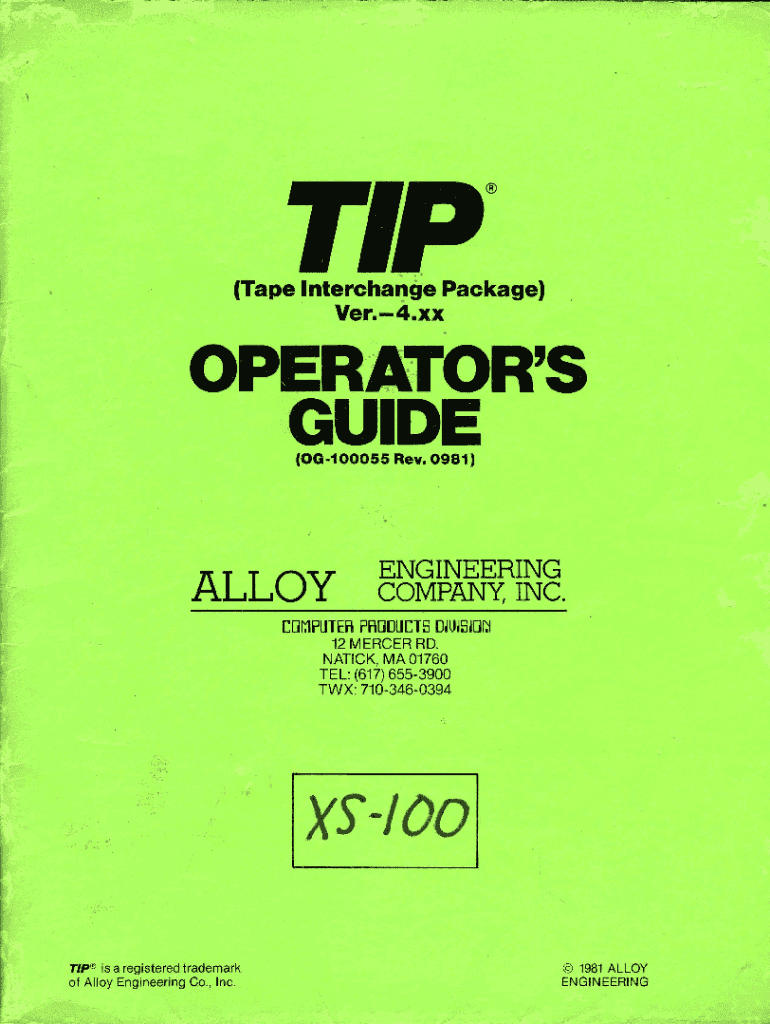 TIP®
(Tape Interchange Package)
Ver.—4.xx
OPERATOR'S
GUIDE
(OG-100055 Rev. 0981)
ALLOY ENGINEERING
COMPANY, INC.
COMPUTER PRODUCTS DIVISION
12 MERCER RD.
NATICK, MA 01760
TEL: (617) 655-3900
TWX: 710-346-0394
XS-100
TIP® is a registered trademark
of Alloy Engineering Co., Inc.
© 1981 ALLOY
ENGINEERING